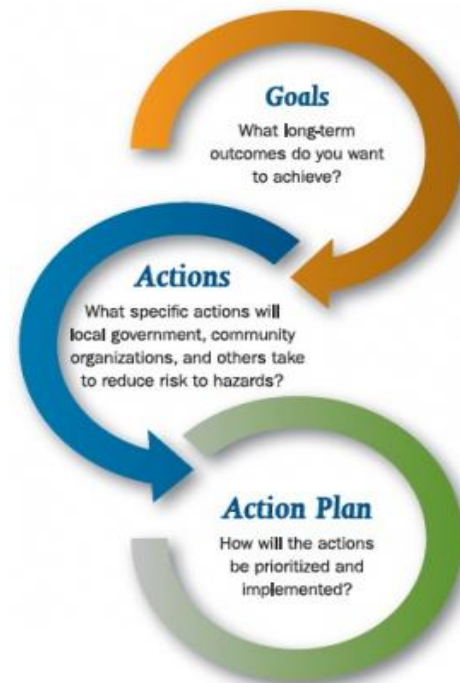 Goals
What long-term
outcomes do you want
to achieve?
Actions
What specific actions will
local government, community
organizations, and others take
to reduce risk to hazards?
Action Plan
How will the actions
be prioritized and
implemented?